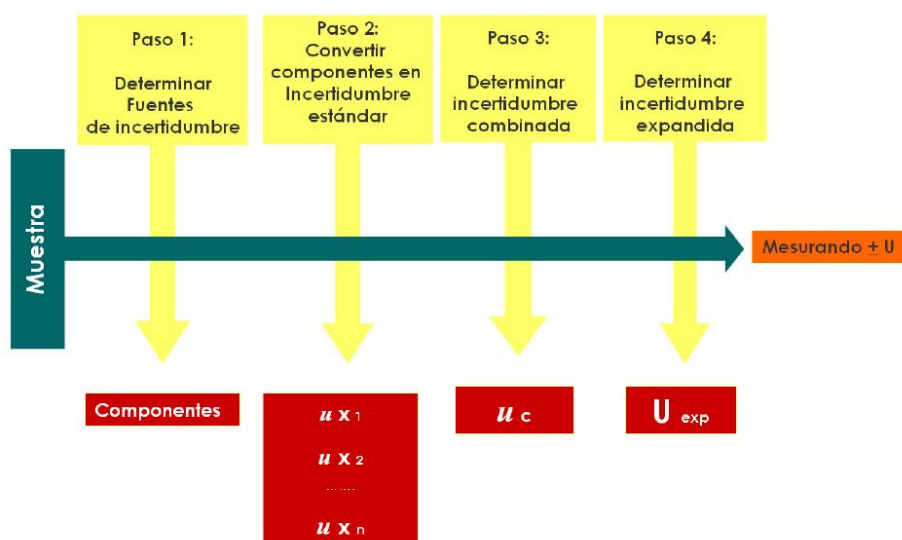 Paso 1:
Determinar
Fuentes
de incertidumbre
Paso 2:
Convertir
componentes en
Incertidumbre
estándar
Paso 3:
Determinar
incertidumbre
combinada
Paso 4:
Determinar
incertidumbre
expandida
Muestra
Mesurando ± U
Componentes
u x 1
u x 2
.......
u x n
u c
U exp